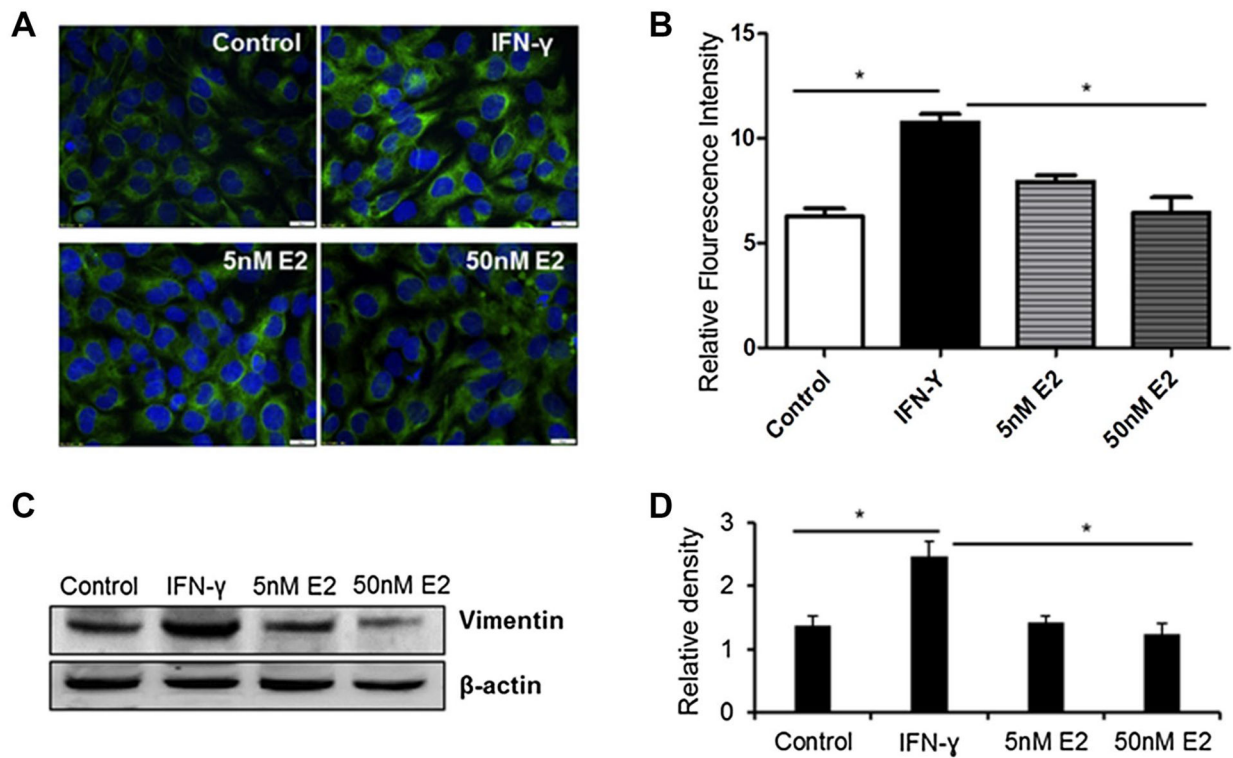 A
Control
IFN-γ
5nM E2
50nM E2
B
Relative Flourescence Intensity
15
10
5
0
*
*
Control
IFN-Y
5nM E2
50nM E2
C
Control IFN-γ 5nM E2 50nM E2
Vimentin
β-actin
D
Relative density
3
2
1
0
*
*
Control IFN-γ 5nM E2 50nM E2